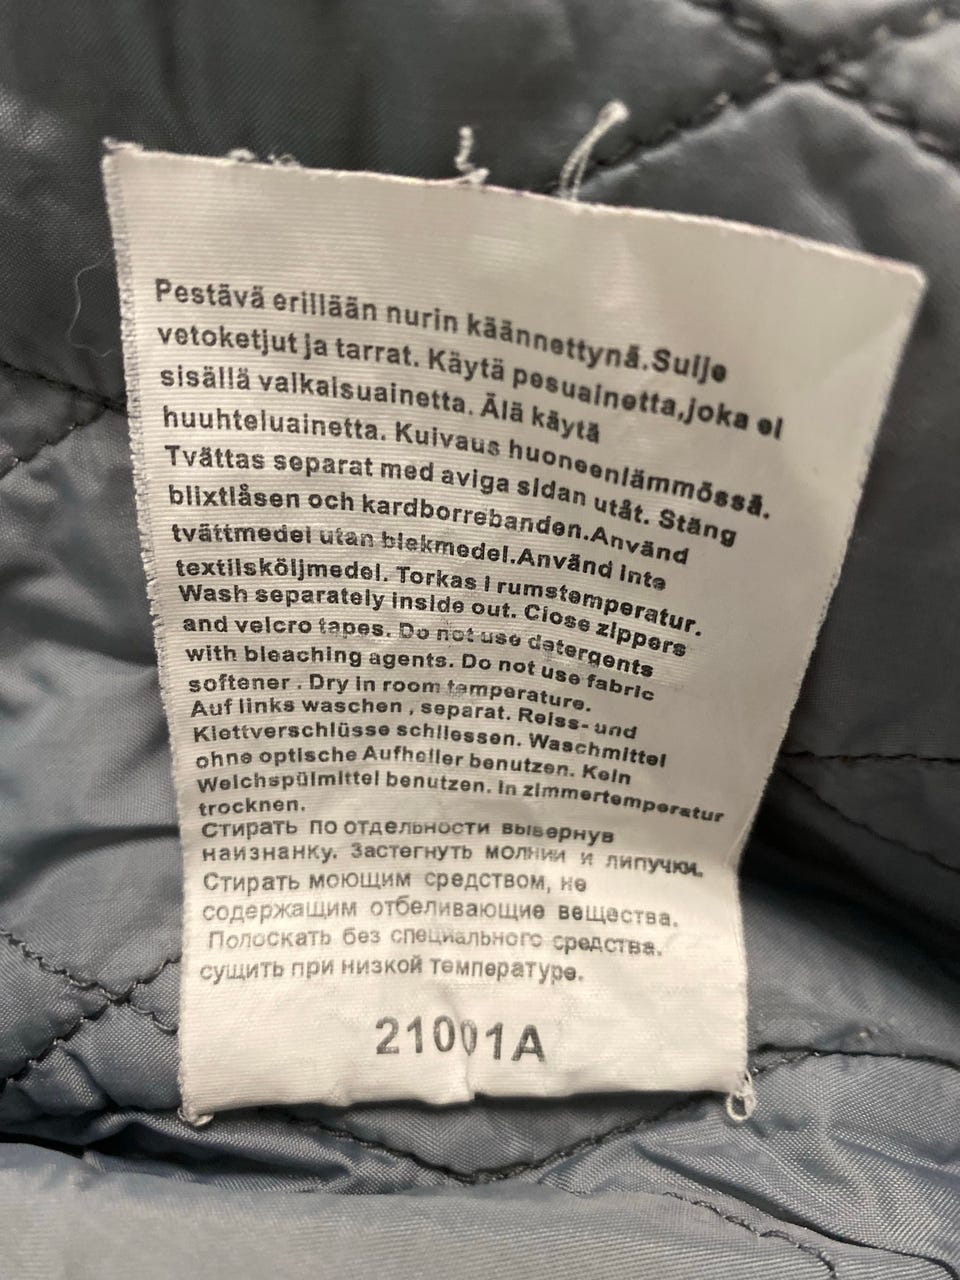 Pestävä erillään nurin käännettynä.Sulje
vetoketjut ja tarrat. Käytä pesuainetta,joka ei
sisällä valkaisuainetta. Älä käytä
huuhteluainetta. Kuivaus huoneenlämmössä.
Tvättas separat med aviga sidan utåt. Stäng
blixtlåsen och kardborrebanden.Använd
tvättmedel utan blekmedel.Använd inte
textilsköljmedel. Torkas i rumstemperatur.
Wash separately inside out. Close zippers
and velcro tapes. Do not use detergents
with bleaching agents. Do not use fabric
softener . Dry in room temperature.
Auf links waschen , separat. Reiss- und
Klettverschlüsse schliessen. Waschmittel
ohne optische Aufheller benutzen. Kein
Weichspülmittel benutzen. In zimmertemperatur
trocknen.
Стирать по отдельности вывернув
наизнанку. Застегнуть молнии и липучки.
Стирать моющим средством, не
содержащим отбеливающие вещества.
Полоскать без специального средства.
сущить при низкой температуре.
21001A